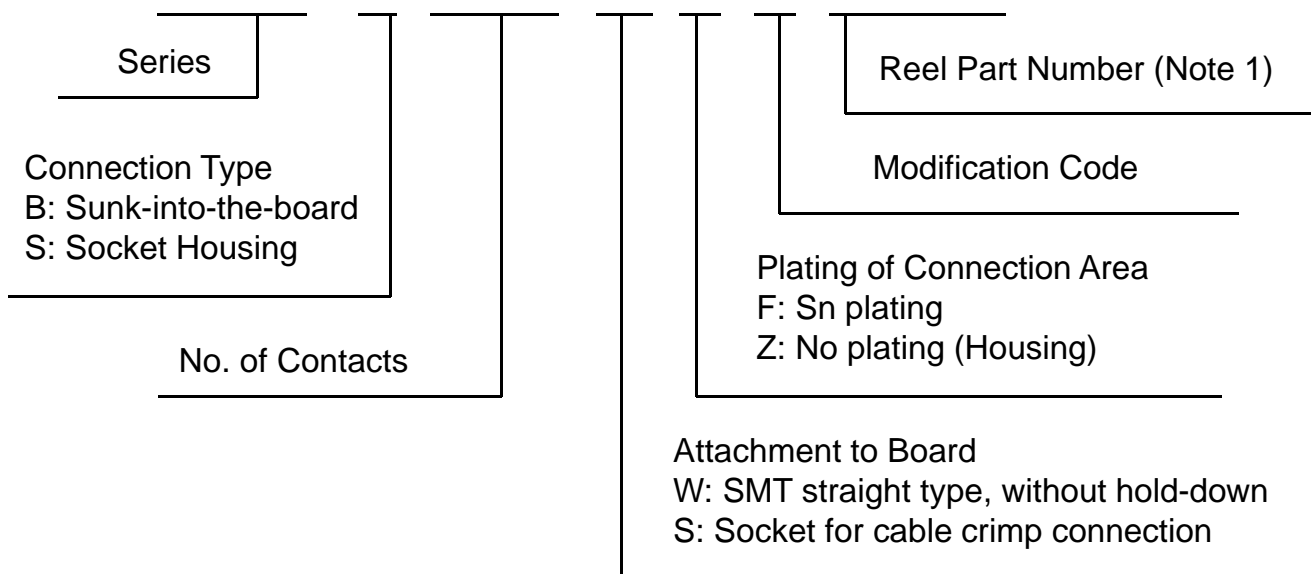 Series
Reel Part Number (Note 1)
Connection Type
B: Sunk-into-the-board
S: Socket Housing
Modification Code
Plating of Connection Area
F: Sn plating
Z: No plating (Housing)
No. of Contacts
Attachment to Board
W: SMT straight type, without hold-down
S: Socket for cable crimp connection